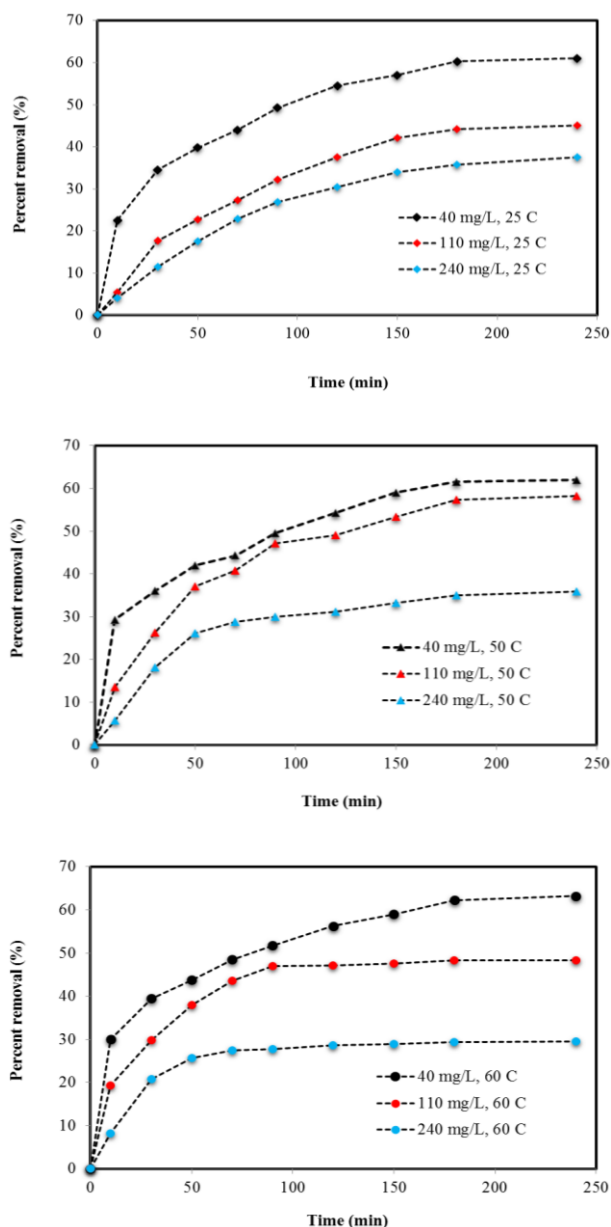 70
60
50
40
30
20
10
0
Percent removal (%)
40 mg/L, 25 C
110 mg/L, 25 C
240 mg/L, 25 C
0 50 100 150 200 250
Time (min)
70
60
50
40
30
20
10
0
Percent removal (%)
40 mg/L, 50 C
110 mg/L, 50 C
240 mg/L, 50 C
0 50 100 150 200 250
Time (min)
70
60
50
40
30
20
10
0
Percent removal (%)
40 mg/L, 60 C
110 mg/L, 60 C
240 mg/L, 60 C
0 50 100 150 200 250
Time (min)